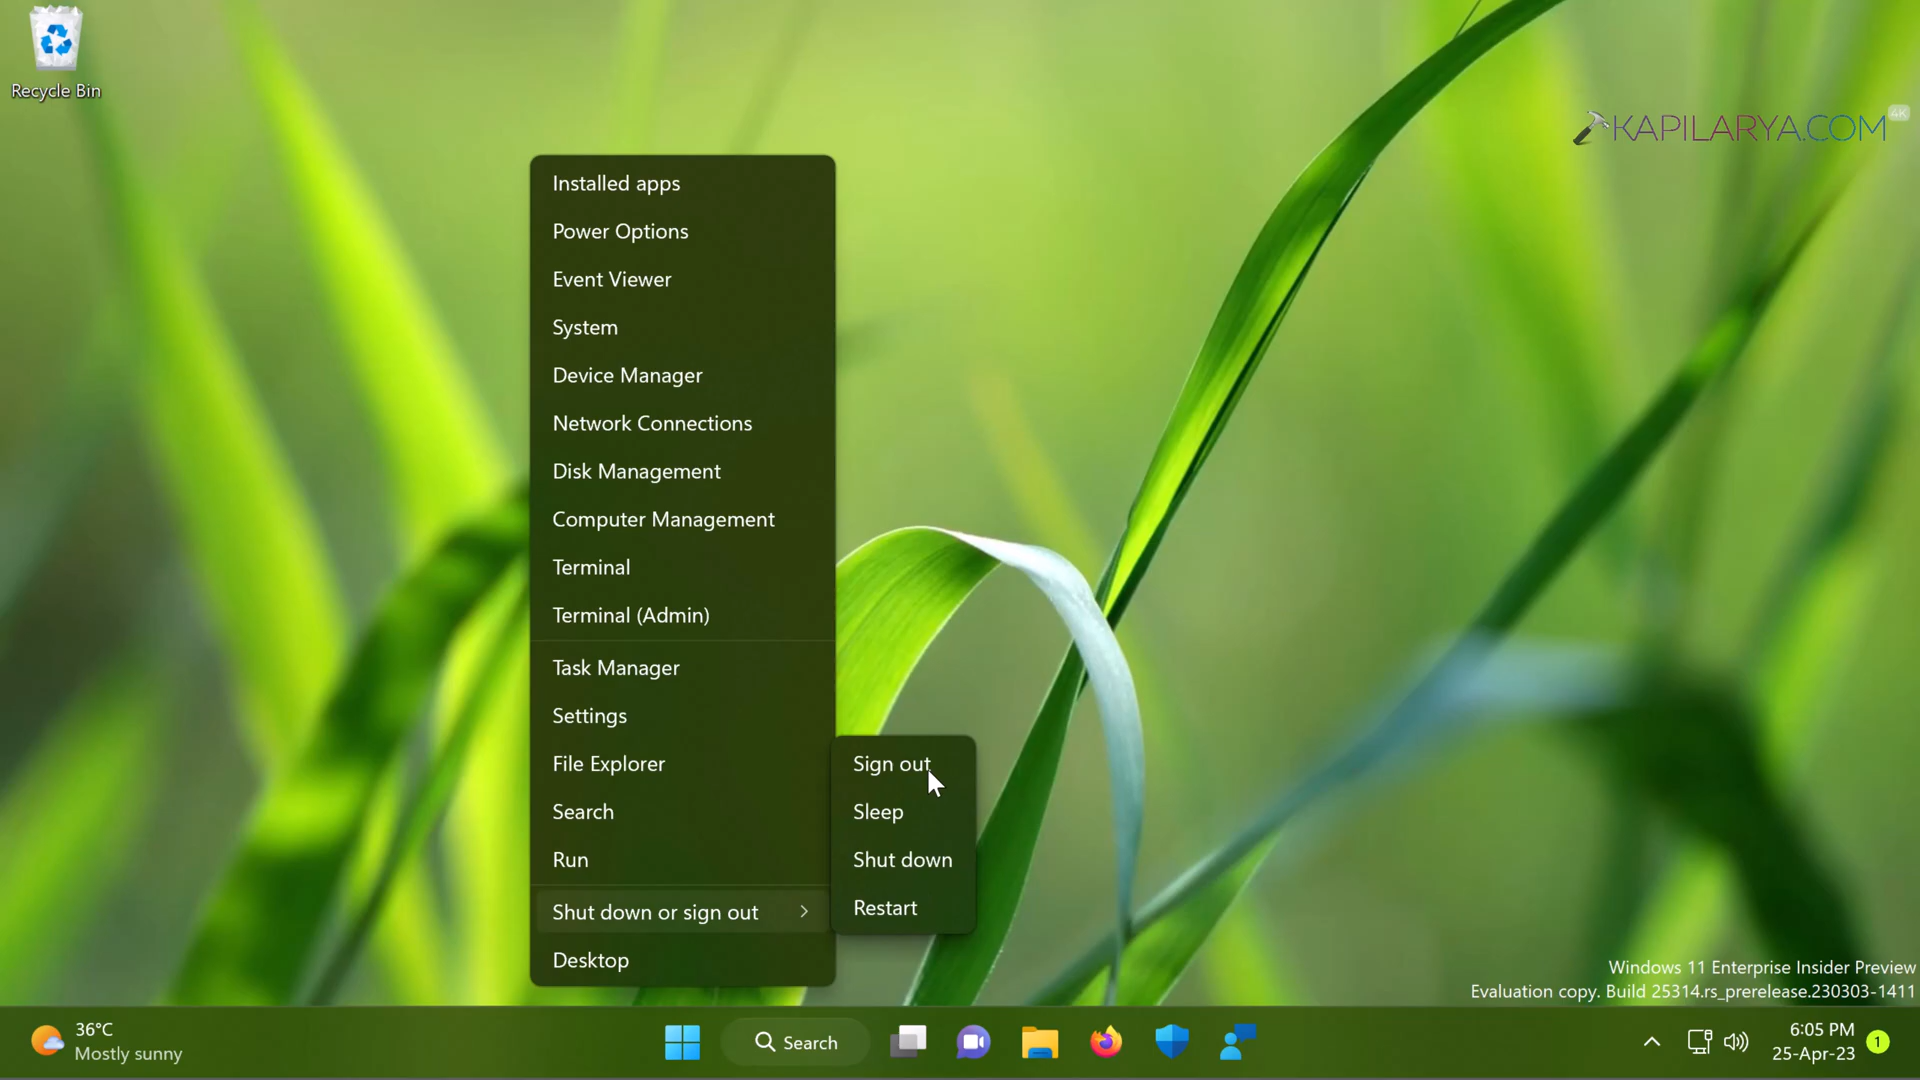 Recycle Bin
4K
KAPILARYA.COM
Installed apps
Power Options
Event Viewer
System
Device Manager
Network Connections
Disk Management
Computer Management
Terminal
Terminal (Admin)
Task Manager
Settings
File Explorer
Search
Run
Shut down or sign out
Desktop
Sign out
Sleep
Shut down
Restart
Windows 11 Enterprise Insider Preview
Evaluation copy. Build 25314.rs_prerelease.230303-1411
36°C
Mostly sunny
Search
6:05 PM
25-Apr-23
1